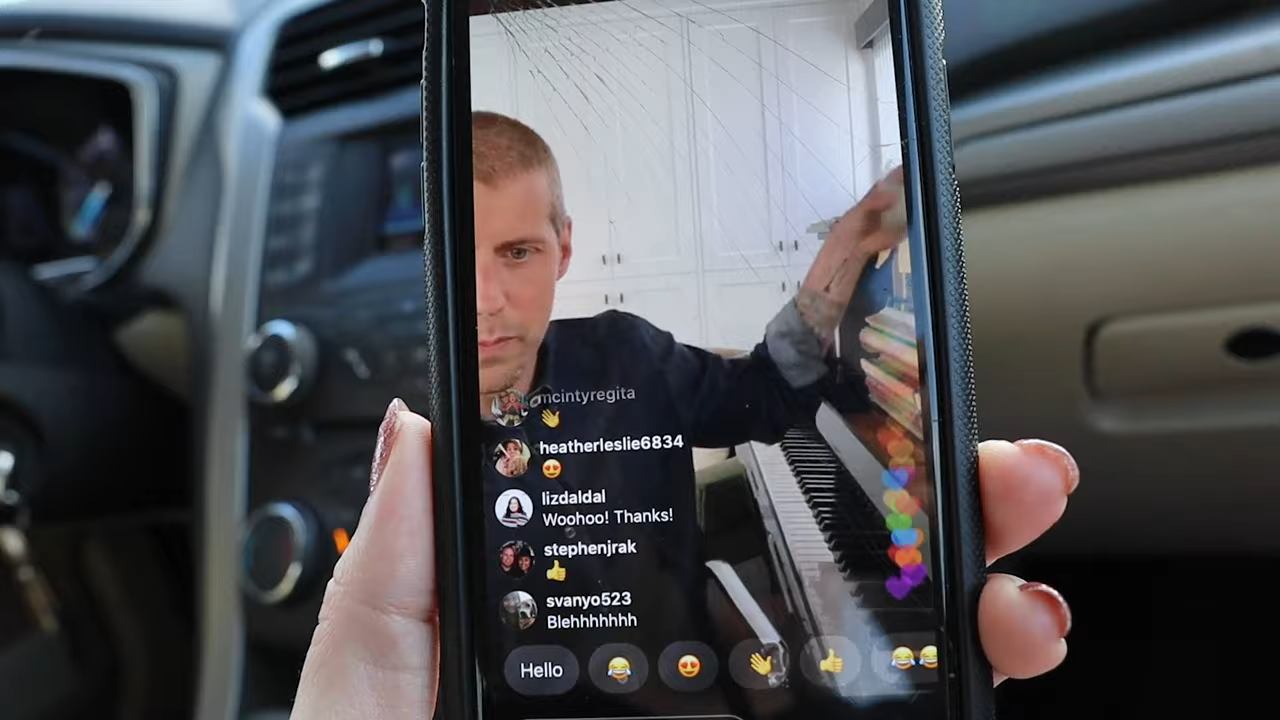 mcintyregita
👋
heatherleslie6834
😍
lizdaldal
Woohoo! Thanks!
stephenjrak
👍
svanyo523
Blehhhhhhh
Hello 😂 😍 👋 👍 😂😂